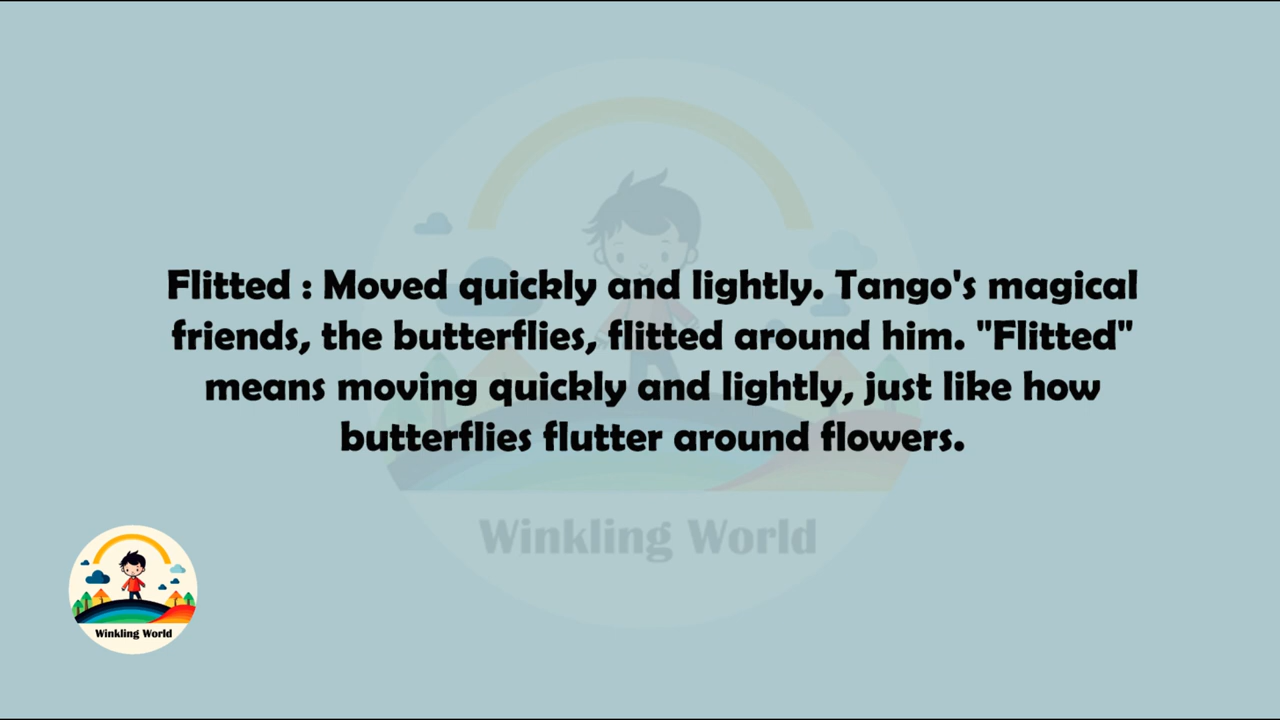 Flitted : Moved quickly and lightly. Tango's magical
friends, the butterflies, flitted around him. "Flitted"
means moving quickly and lightly, just like how
butterflies flutter around flowers.
Winkling World
Winkling World